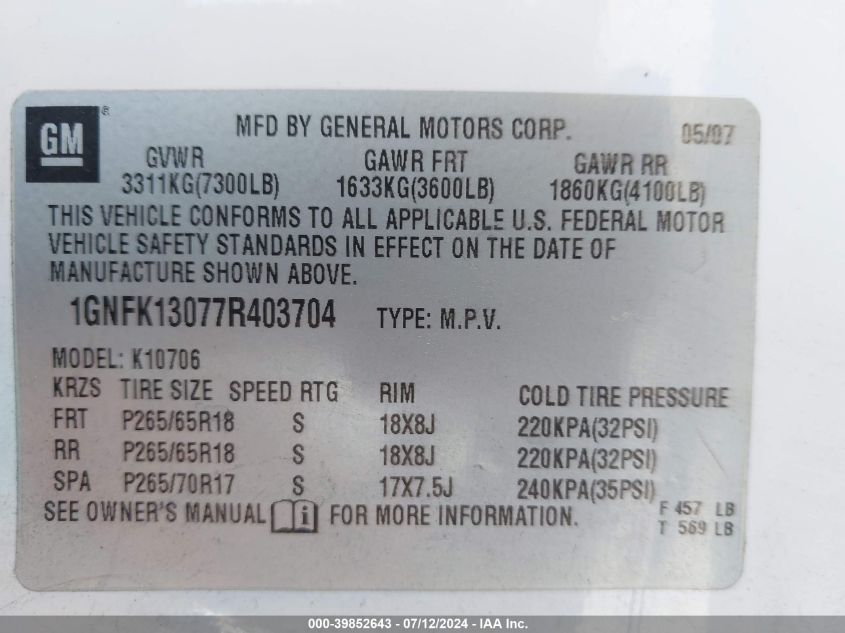 GM ®
MFD BY GENERAL MOTORS CORP. 05/07
GVWR GAWR FRT GAWR RR
3311KG(7300LB) 1633KG(3600LB) 1860KG(4100LB)
THIS VEHICLE CONFORMS TO ALL APPLICABLE U.S. FEDERAL MOTOR
VEHICLE SAFETY STANDARDS IN EFFECT ON THE DATE OF
MANUFACTURE SHOWN ABOVE.
1GNFK13077R403704 TYPE: M.P.V.
MODEL: K10706
KRZS TIRE SIZE SPEED RTG RIM COLD TIRE PRESSURE
FRT P265/65R18 S 18X8J 220KPA(32PSI)
RR P265/65R18 S 18X8J 220KPA(32PSI)
SPA P265/70R17 S 17X7.5J 240KPA(35PSI)
SEE OWNER'S MANUAL i FOR MORE INFORMATION.
F 457 LB
T 569 LB
000-39852643 - 07/12/2024 - IAA, Inc.